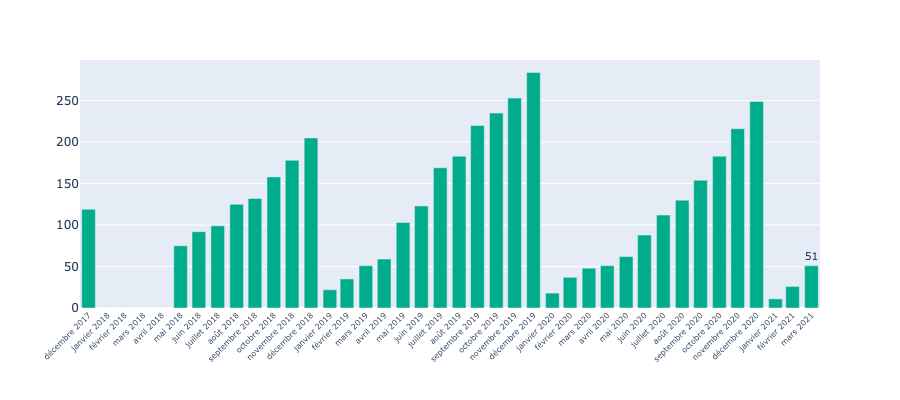 250
200
150
100
50
0
51
décembre 2017
janvier 2018
février 2018
mars 2018
avril 2018
mai 2018
juin 2018
juillet 2018
août 2018
septembre 2018
octobre 2018
novembre 2018
décembre 2018
janvier 2019
février 2019
mars 2019
avril 2019
mai 2019
juin 2019
juillet 2019
août 2019
septembre 2019
octobre 2019
novembre 2019
décembre 2019
janvier 2020
février 2020
mars 2020
avril 2020
mai 2020
juin 2020
juillet 2020
août 2020
septembre 2020
octobre 2020
novembre 2020
décembre 2020
janvier 2021
février 2021
mars 2021